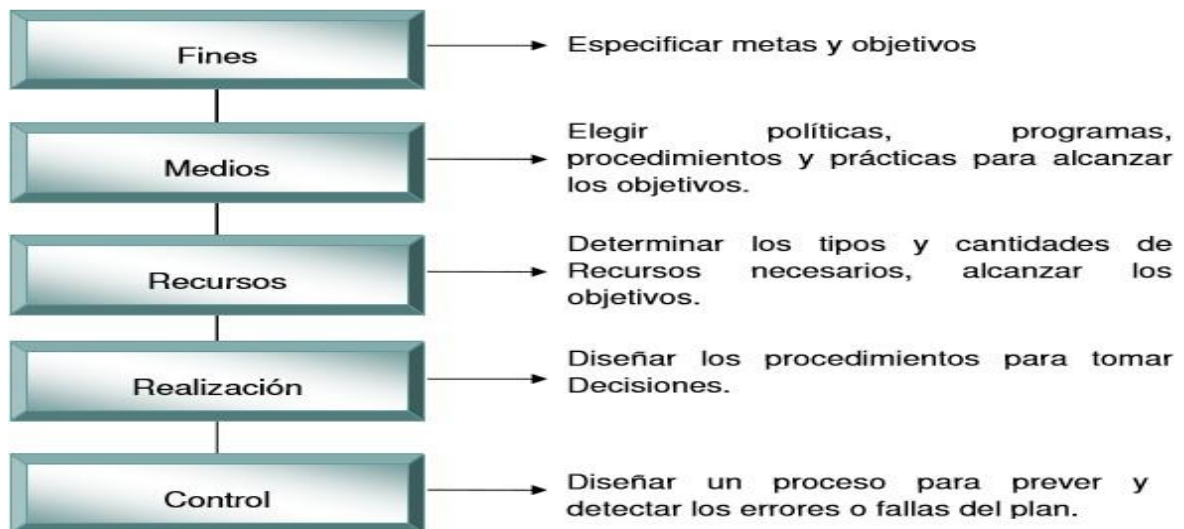 Fines
Especificar metas y objetivos
Medios
Elegir políticas, programas,
procedimientos y prácticas para alcanzar
los objetivos.
Recursos
Determinar los tipos y cantidades de
Recursos necesarios, alcanzar los
objetivos.
Realización
Diseñar los procedimientos para tomar
Decisiones.
Control
Diseñar un proceso para prever y
detectar los errores o fallas del plan.